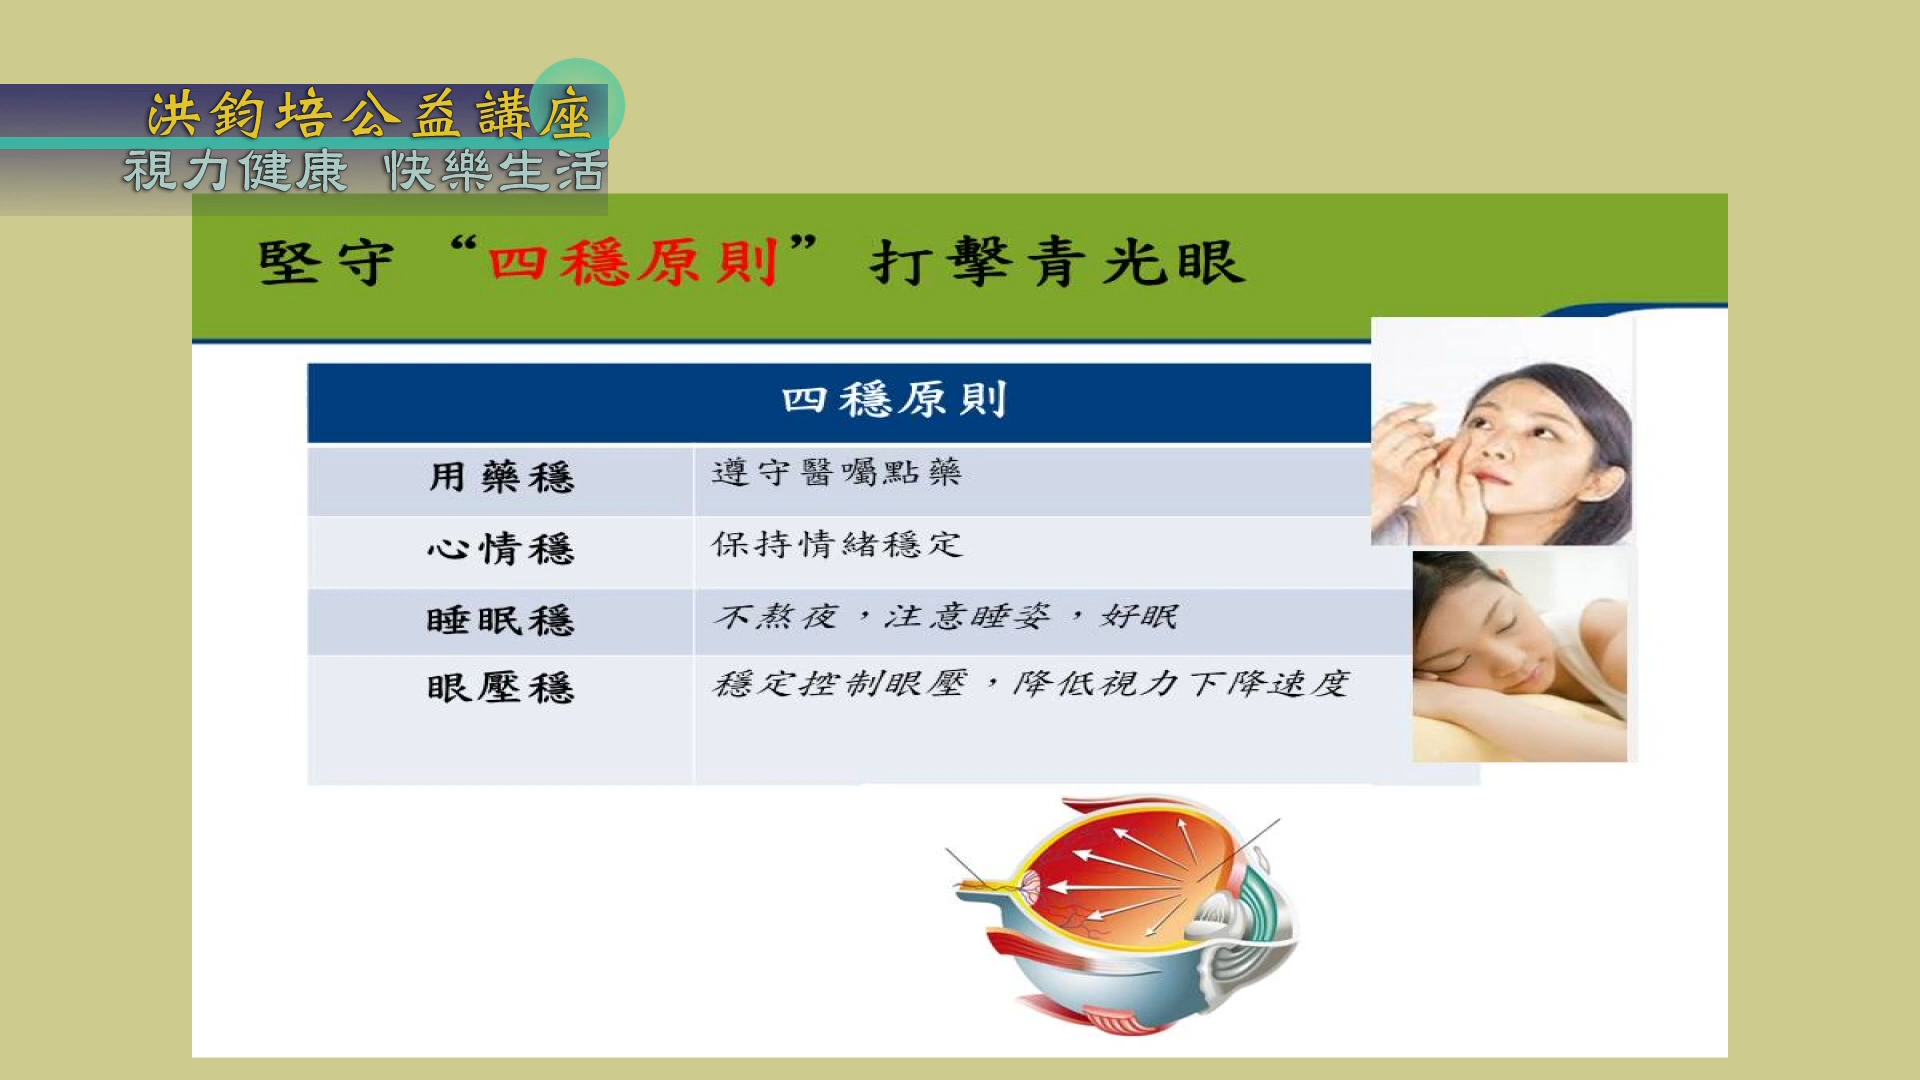 洪鈞培公益講座
視力健康 快樂生活
堅守“四穩原則”打擊青光眼
四穩原則
用藥穩 遵守醫囑點藥
心情穩 保持情緒穩定
睡眠穩 不熬夜，注意睡姿，好眠
眼壓穩 穩定控制眼壓，降低視力下降速度